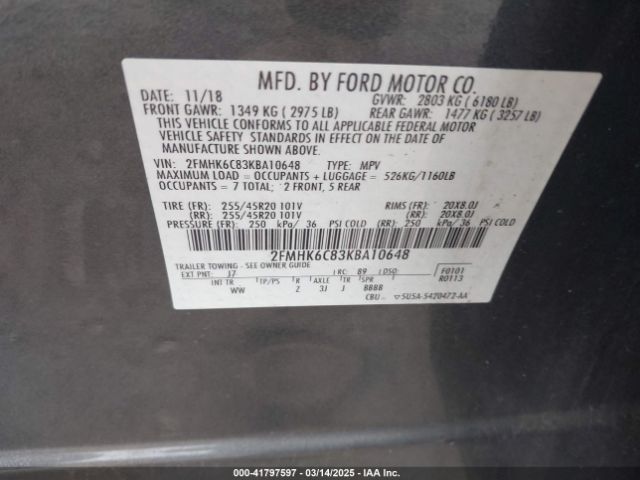 MFD. BY FORD MOTOR CO.
DATE: 11/18 GVWR: 2803 KG ( 6180 LB)
FRONT GAWR: 1349 KG ( 2975 LB) REAR GAWR: 1477 KG ( 3257 LB)
THIS VEHICLE CONFORMS TO ALL APPLICABLE FEDERAL MOTOR
VEHICLE SAFETY STANDARDS IN EFFECT ON THE DATE OF
MANUFACTURE SHOWN ABOVE.
VIN: 2FMHK6C83KBA10648 TYPE: MPV
MAXIMUM LOAD = OCCUPANTS + LUGGAGE = 526KG/1160LB
OCCUPANTS = 7 TOTAL; 2 FRONT, 5 REAR
TIRE (FR): 255/45R20 101V RIMS (FR): 20X8.0J
(RR): 255/45R20 101V (RR): 20X8.0J
PRESSURE (FR): 250 kPa/ 36 PSI COLD (RR): 250 kPa/ 36 PSI COLD
2FMHK6C83KBA10648
TRAILER TOWING - SEE OWNER GUIDE
EXT PNT: J7 RC: 89 DSO: F0101
INT TR TP/PS R AXLE TR SPR R0113
WW 2 3J J BBBB
CBU 5U5A-5420472-AA
000-41797597 - 03/14/2025 - IAA Inc.